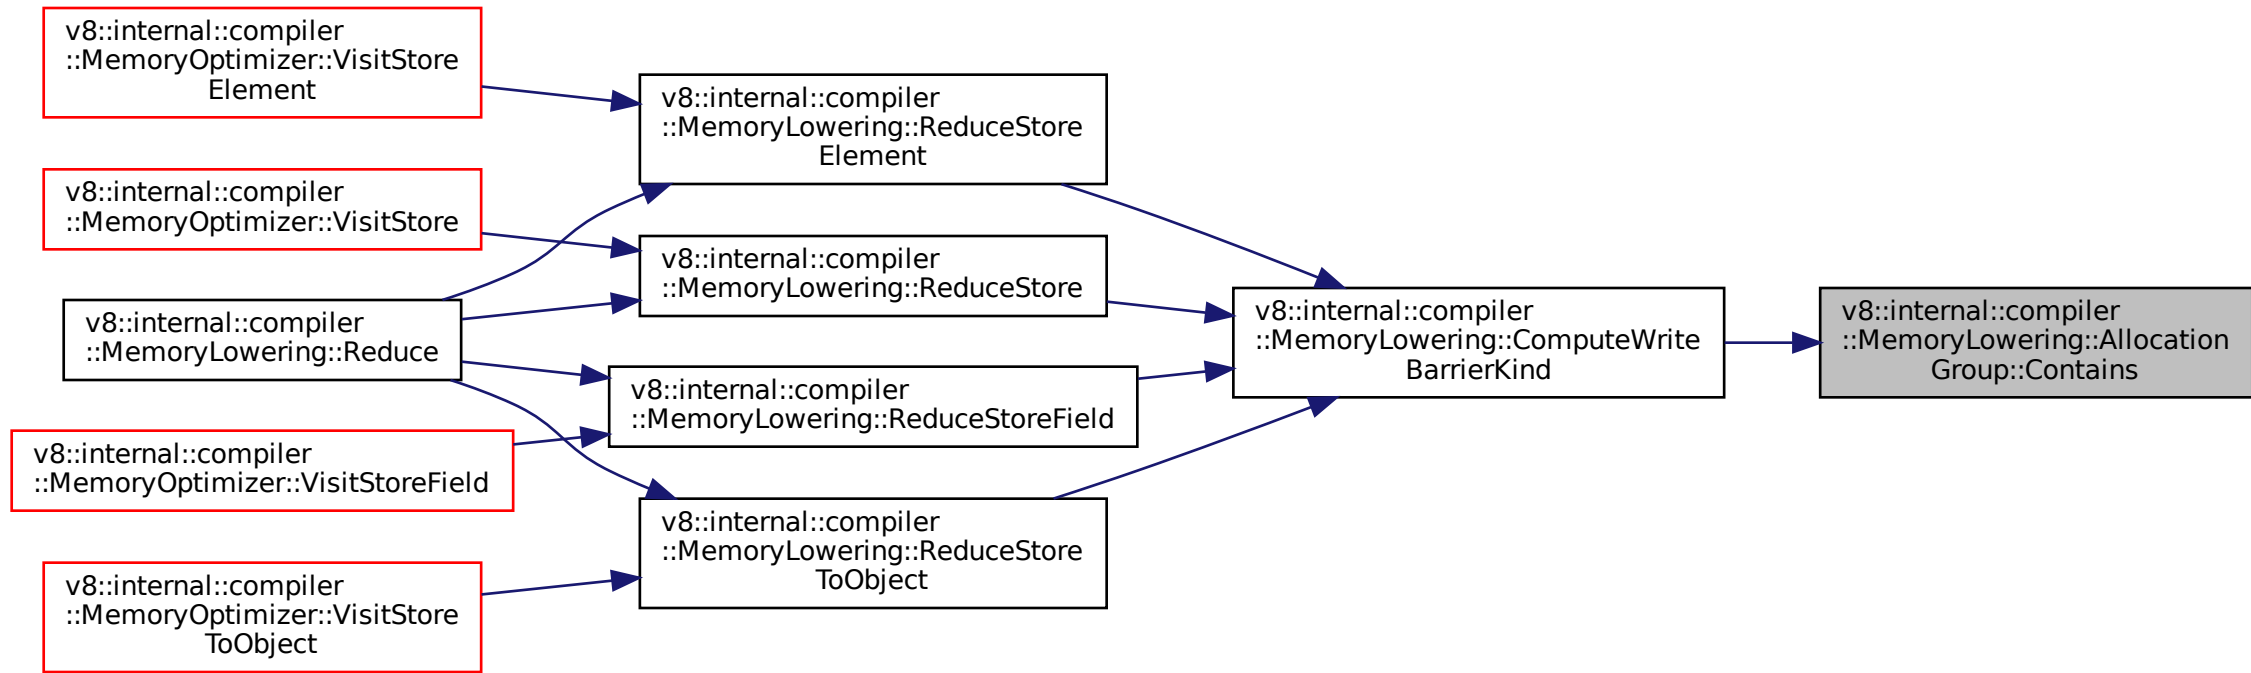 v8::internal::compiler
::MemoryOptimizer::VisitStore
Element
v8::internal::compiler
::MemoryOptimizer::VisitStore
v8::internal::compiler
::MemoryLowering::Reduce
v8::internal::compiler
::MemoryOptimizer::VisitStoreField
v8::internal::compiler
::MemoryOptimizer::VisitStore
ToObject
v8::internal::compiler
::MemoryLowering::ReduceStore
Element
v8::internal::compiler
::MemoryLowering::ReduceStore
v8::internal::compiler
::MemoryLowering::ReduceStoreField
v8::internal::compiler
::MemoryLowering::ReduceStore
ToObject
v8::internal::compiler
::MemoryLowering::ComputeWrite
BarrierKind
v8::internal::compiler
::MemoryLowering::Allocation
Group::Contains